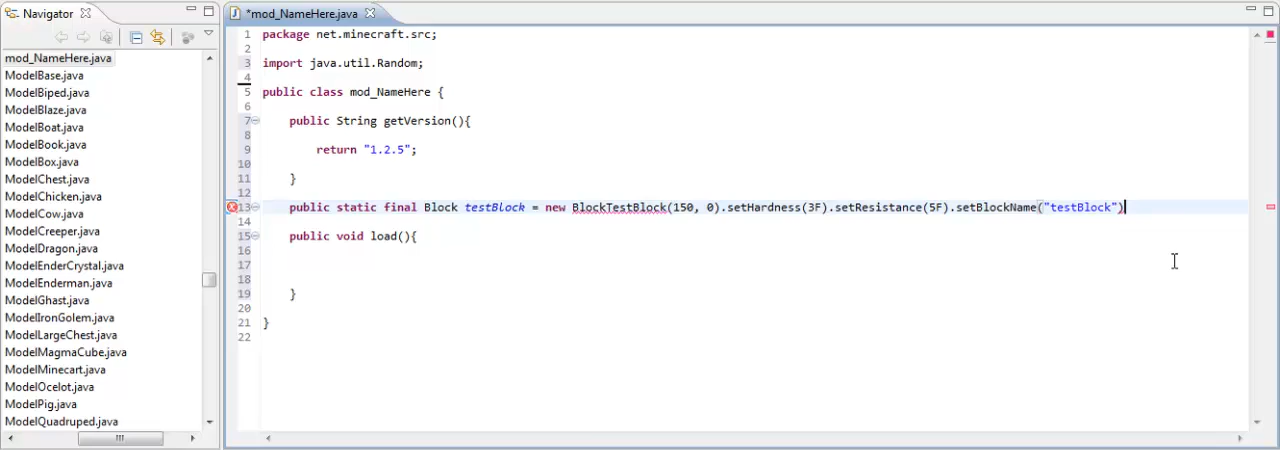 Navigator
mod_NameHere.java
ModelBase.java
ModelBiped.java
ModelBlaze.java
ModelBoat.java
ModelBook.java
ModelBox.java
ModelChest.java
ModelChicken.java
ModelCow.java
ModelCreeper.java
ModelDragon.java
ModelEnderCrystal.java
ModelEnderman.java
ModelGhast.java
ModelIronGolem.java
ModelLargeChest.java
ModelMagmaCube.java
ModelMinecart.java
ModelOcelot.java
ModelPig.java
ModelQuadruped.java
*mod_NameHere.java
1 package net.minecraft.src;
2
3 import java.util.Random;
4
5 public class mod_NameHere {
6
7 public String getVersion(){
8
9 return "1.2.5";
10
11 }
12
13 public static final Block testBlock = new BlockTestBlock(150, 0).setHardness(3F).setResistance(5F).setBlockName("testBlock")
14
15 public void load(){
16
17
18
19 }
20
21 }
22